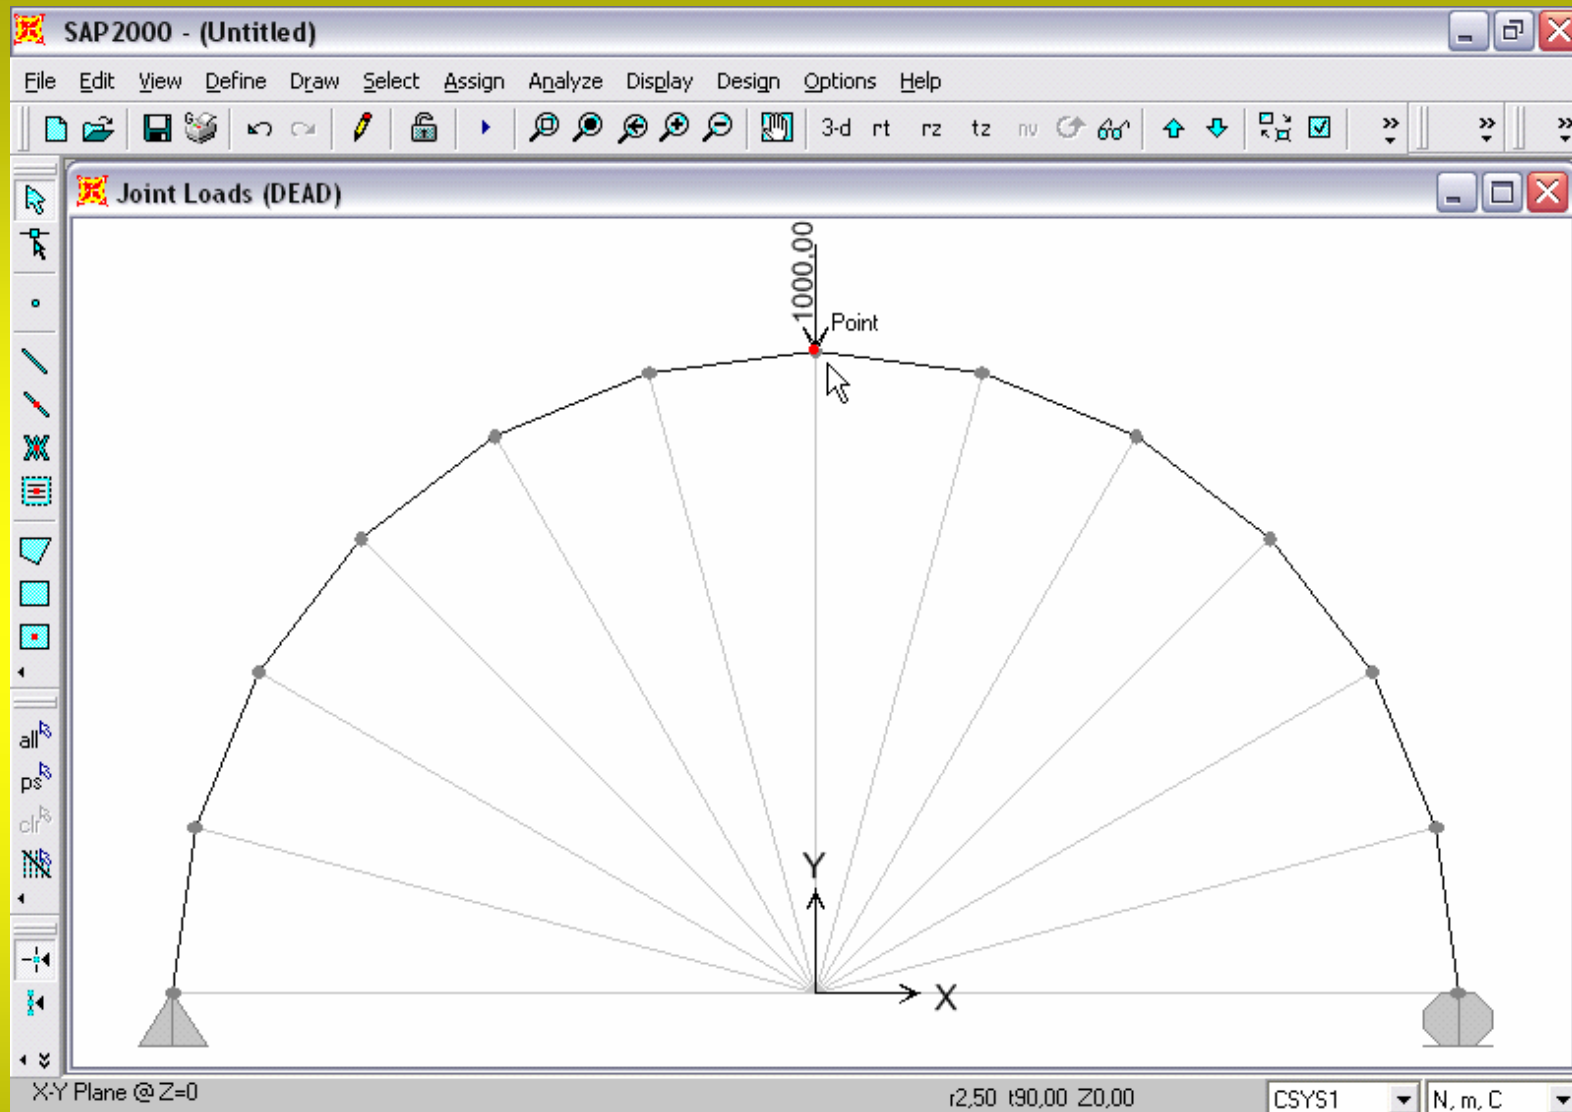 SAP2000 - (Untitled)
File Edit View Define Draw Select Assign Analyze Display Design Options Help
3-d rt rz tz nv
Joint Loads (DEAD)
1000,00
Point
all
ps
clr
Y
X
X-Y Plane @ Z=0
r2,50 t90,00 Z0,00
CSYS1
N, m, C